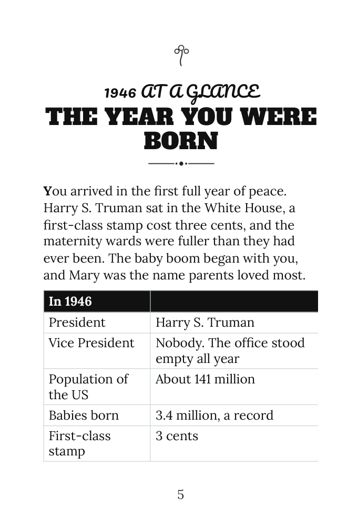 1946 AT A GLANCE
THE YEAR YOU WERE
BORN
You arrived in the first full year of peace.
Harry S. Truman sat in the White House, a
first-class stamp cost three cents, and the
maternity wards were fuller than they had
ever been. The baby boom began with you,
and Mary was the name parents loved most.
In 1946
President Harry S. Truman
Vice President Nobody. The office stood
empty all year
Population of About 141 million
the US
Babies born 3.4 million, a record
First-class 3 cents
stamp
5